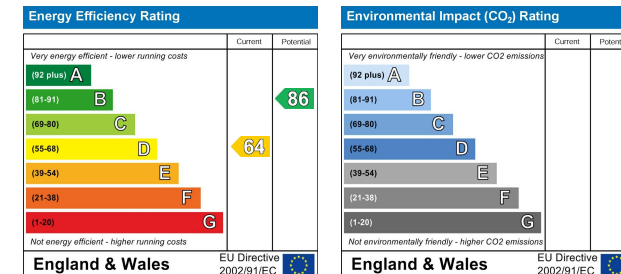 Energy Efficiency Rating
Current Potential
Very energy efficient - lower running costs
(92 plus) A
(81-91) B
86
(69-80) C
(55-68) D
64
(39-54) E
(21-38) F
(1-20) G
Not energy efficient - higher running costs
England & Wales
EU Directive
2002/91/EC
Environmental Impact (CO2) Rating
Current
Very environmentally friendly - lower CO2 emissions
(92 plus) A
(81-91) B
(69-80) C
(55-68) D
(39-54) E
(21-38) F
(1-20) G
Not environmentally friendly - higher CO2 emissions
England & Wales
EU Directive
2002/91/EC